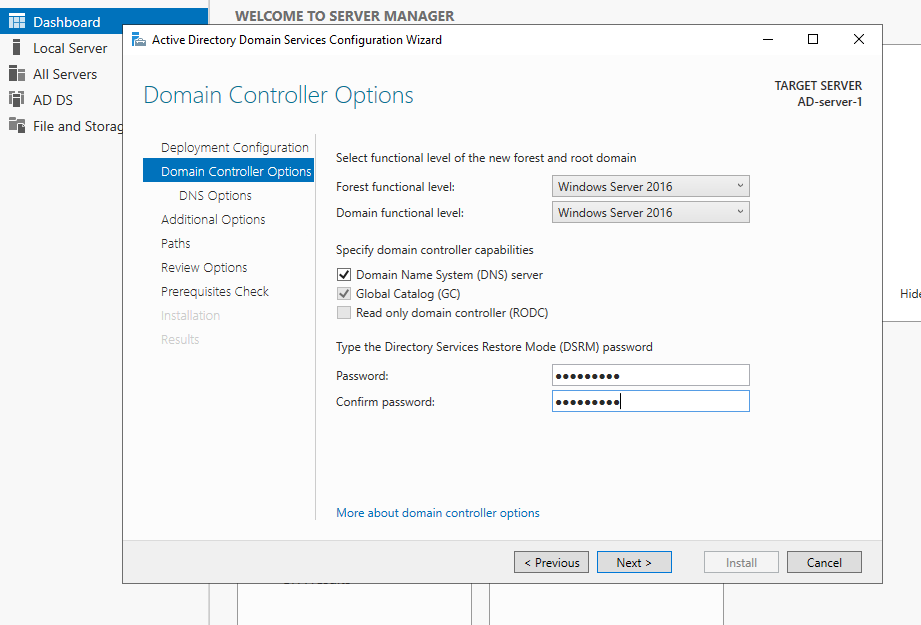 WELCOME TO SERVER MANAGER
Dashboard
Local Server
All Servers
AD DS
File and Storag
Active Directory Domain Services Configuration Wizard
Domain Controller Options
TARGET SERVER
AD-server-1
Deployment Configuration
Domain Controller Options
DNS Options
Additional Options
Paths
Review Options
Prerequisites Check
Installation
Results
Select functional level of the new forest and root domain
Forest functional level: Windows Server 2016
Domain functional level: Windows Server 2016
Specify domain controller capabilities
Domain Name System (DNS) server
Global Catalog (GC)
Read only domain controller (RODC)
Type the Directory Services Restore Mode (DSRM) password
Password: •••••••••
Confirm password: •••••••••
More about domain controller options
< Previous
Next >
Install
Cancel
Hide